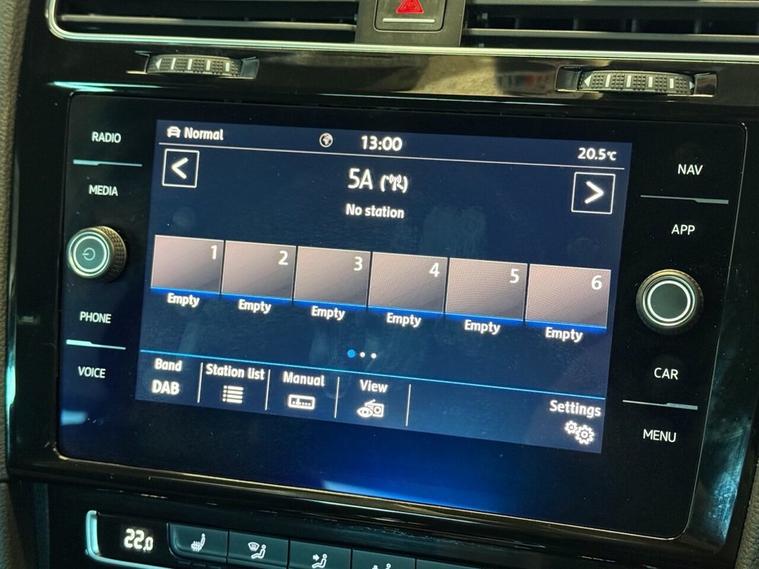 RADIO
MEDIA
PHONE
VOICE
Normal
13:00
20.5°C
<
5A
>
No station
1
2
3
4
5
6
Empty
Empty
Empty
Empty
Empty
Empty
Band
DAB
Station list
Manual
View
Settings
NAV
APP
CAR
MENU
22.0